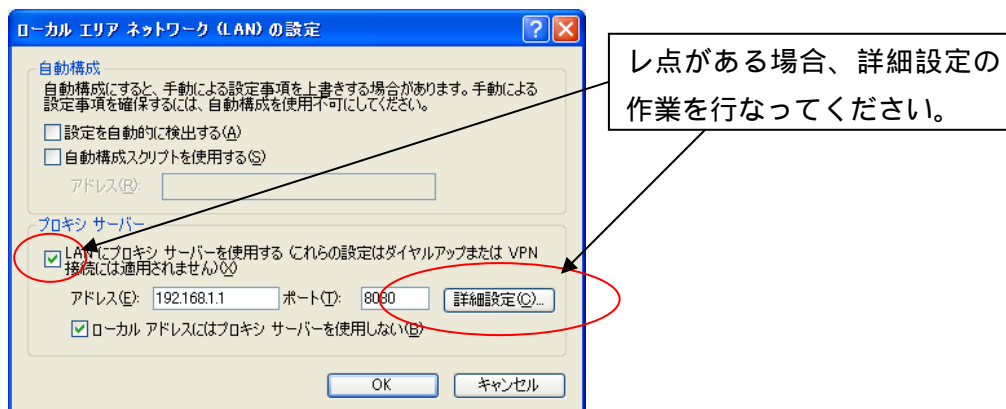 ローカル エリア ネットワーク (LAN) の設定
レ点がある場合、詳細設定の
作業を行なってください。
自動構成
自動構成にすると、手動による設定事項を上書きする場合があります。手動による
設定事項を確保するには、自動構成を使用不可にしてください。
設定を自動的に検出する(A)
自動構成スクリプトを使用する(S)
アドレス(R):
プロキシ サーバー
LAN にプロキシ サーバーを使用する (これらの設定はダイヤルアップまたは VPN
接続には適用されません)(X)
アドレス(E): 192.168.1.1 ポート(T): 8080 詳細設定(C)...
ローカル アドレスにはプロキシ サーバーを使用しない(B)
OK キャンセル